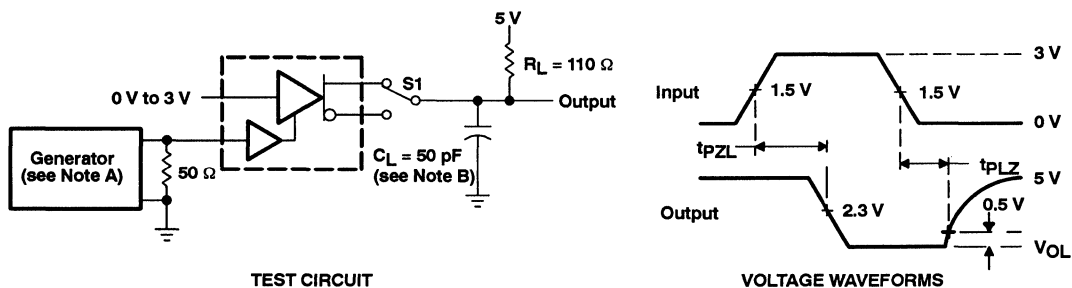 5 V
R_L = 110 Ω
S1
0 V to 3 V
Output
Generator
(see Note A)
50 Ω
C_L = 50 pF
(see Note B)
TEST CIRCUIT
3 V
Input
1.5 V
1.5 V
0 V
t_PZL
t_PLZ
5 V
Output
2.3 V
0.5 V
V_OL
VOLTAGE WAVEFORMS